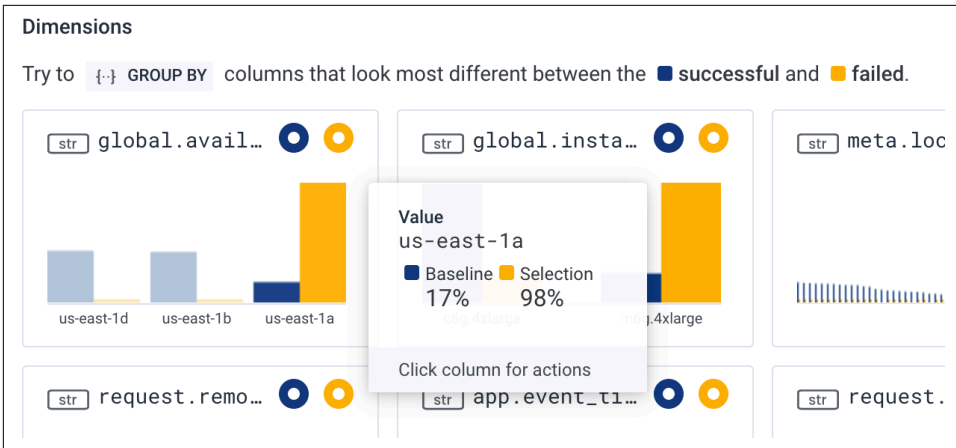 Dimensions
Try to {··} GROUP BY columns that look most different between the successful and failed.
str global.avail… str global.insta… str meta.loc
Value
us-east-1a
Baseline Selection
17% 98%
us-east-1d us-east-1b us-east-1a c6g.4xlarge m6g.4xlarge
Click column for actions
str request.remo… str app.event_ti… str request.